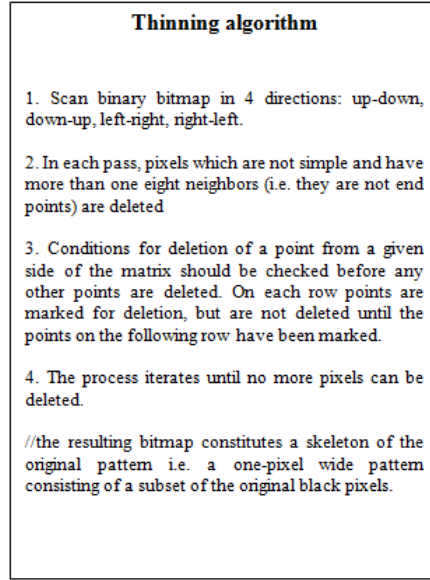 Thinning algorithm
1. Scan binary bitmap in 4 directions: up-down,
down-up, left-right, right-left.
2. In each pass, pixels which are not simple and have
more than one eight neighbors (i.e. they are not end
points) are deleted
3. Conditions for deletion of a point from a given
side of the matrix should be checked before any
other points are deleted. On each row points are
marked for deletion, but are not deleted until the
points on the following row have been marked.
4. The process iterates until no more pixels can be
deleted.
//the resulting bitmap constitutes a skeleton of the
original pattern i.e. a one-pixel wide pattern
consisting of a subset of the original black pixels.